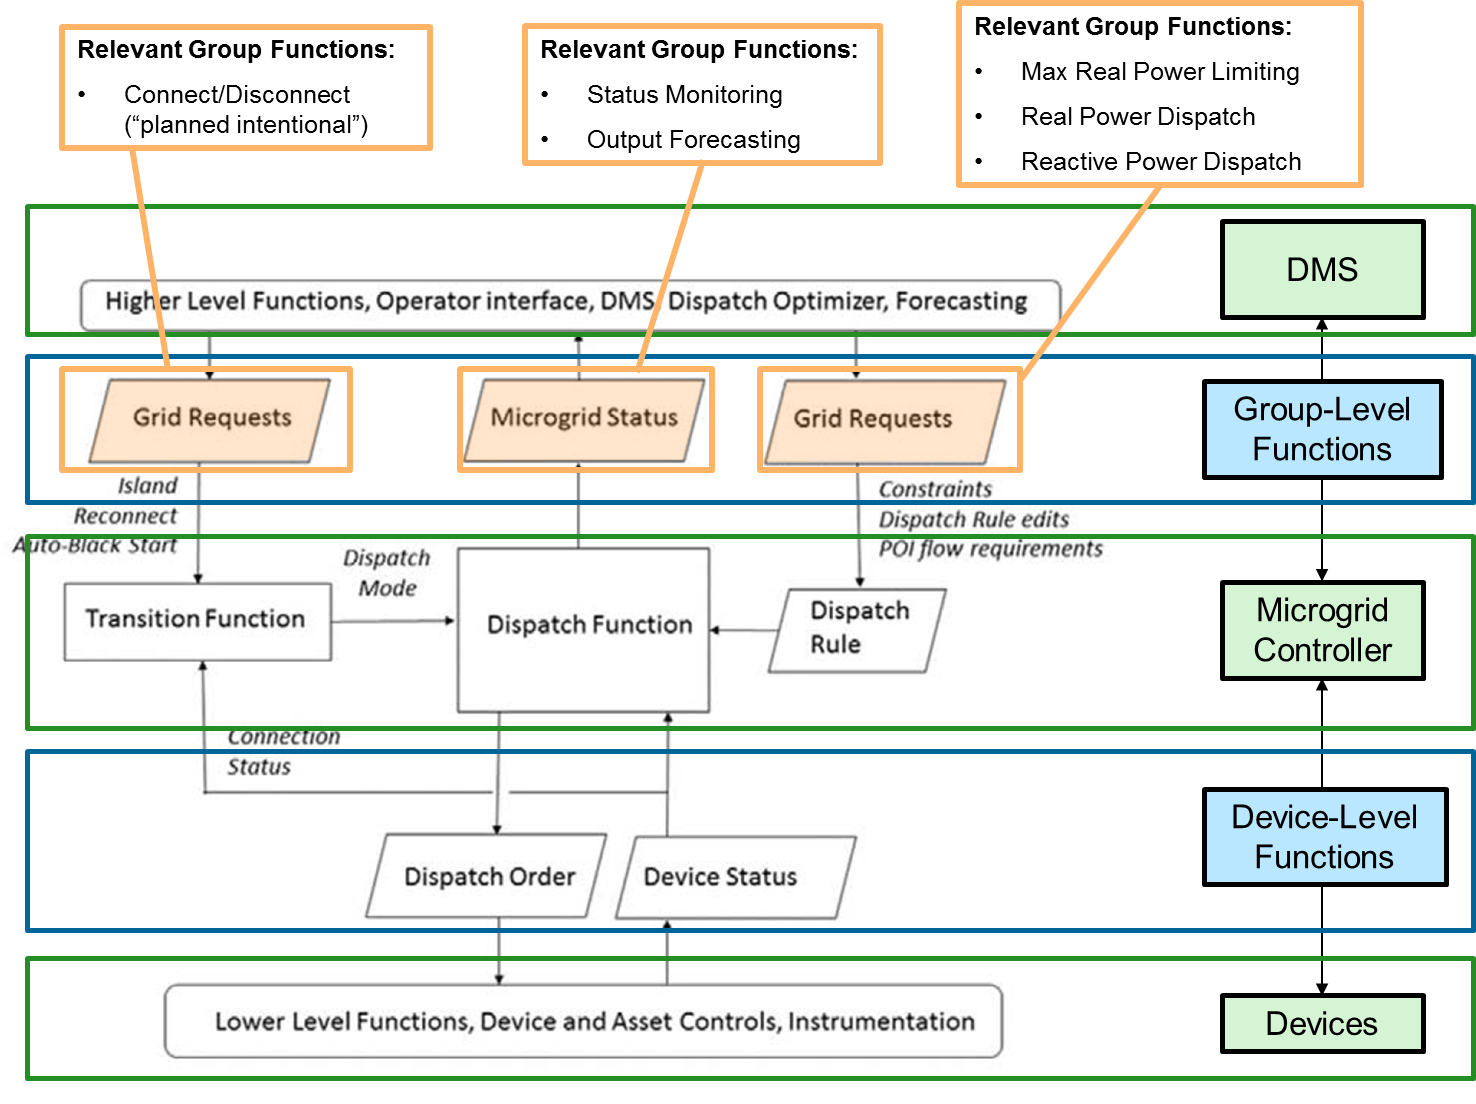 Relevant Group Functions:
• Connect/Disconnect
(“planned intentional”)
Relevant Group Functions:
• Status Monitoring
• Output Forecasting
Relevant Group Functions:
• Max Real Power Limiting
• Real Power Dispatch
• Reactive Power Dispatch
Higher Level Functions, Operator interface, DMS, Dispatch Optimizer, Forecasting
DMS
Grid Requests
Microgrid Status
Grid Requests
Group-Level
Functions
Island
Reconnect
Auto-Black Start
Constraints
Dispatch Rule edits
POI flow requirements
Dispatch
Mode
Transition Function
Dispatch Function
Dispatch
Rule
Microgrid
Controller
Connection
Status
Dispatch Order
Device Status
Device-Level
Functions
Lower Level Functions, Device and Asset Controls, Instrumentation
Devices